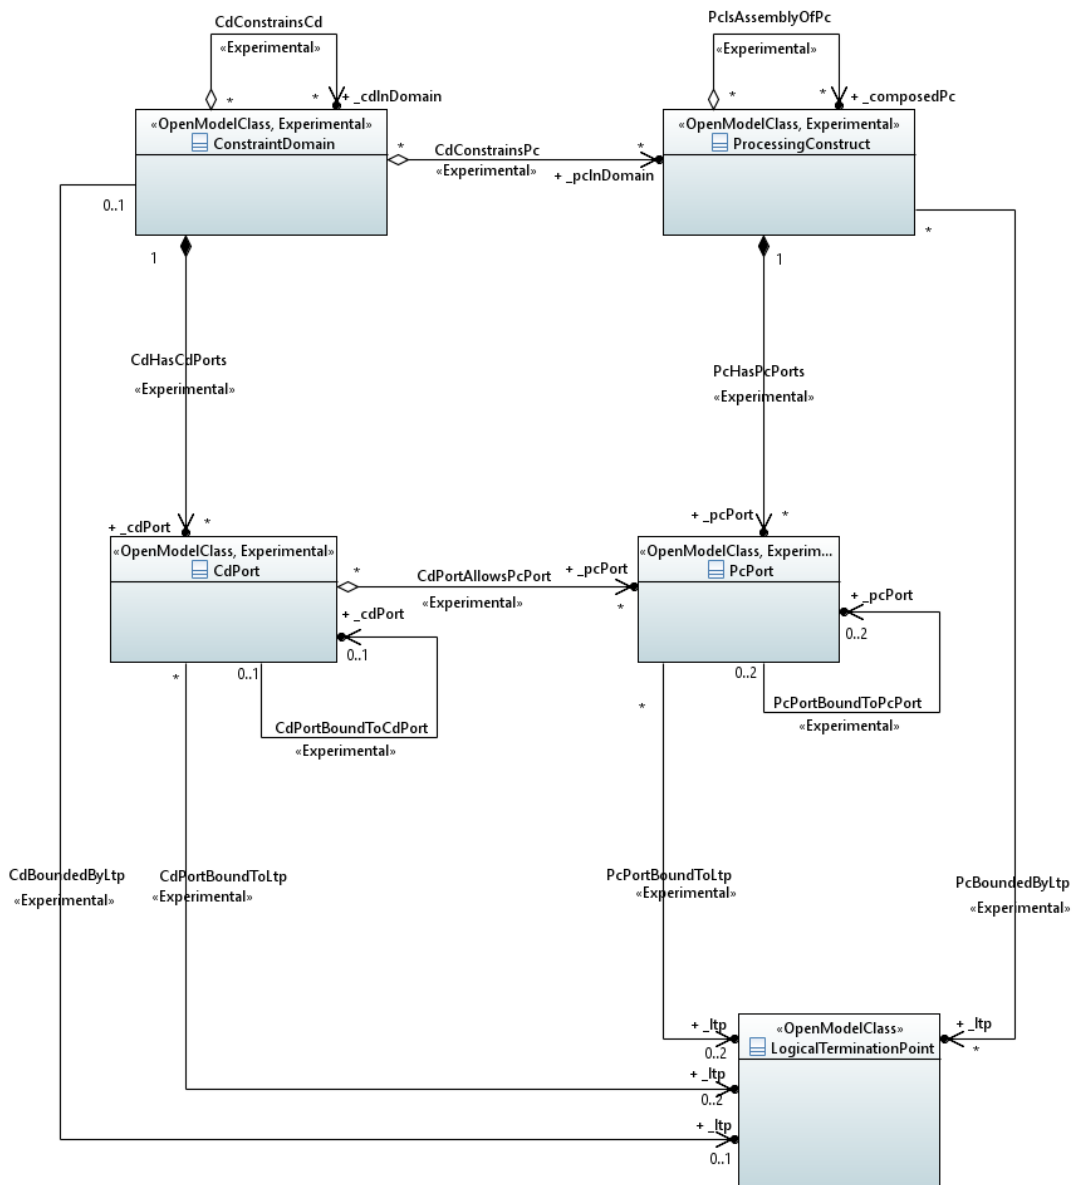 CdConstrainsCd
«Experimental»
*
*
+ _cdInDomain
PcIsAssemblyOfPc
«Experimental»
*
*
+ _composedPc
«OpenModelClass, Experimental»
ConstraintDomain
*
CdConstrainsPc
«Experimental»
*
+ _pcInDomain
«OpenModelClass, Experimental»
ProcessingConstruct
0..1
1
1
*
CdHasCdPorts
«Experimental»
PcHasPcPorts
«Experimental»
+ _cdPort
*
+ _pcPort
*
«OpenModelClass, Experimental»
CdPort
*
CdPortAllowsPcPort
«Experimental»
+ _pcPort
*
«OpenModelClass, Experim...
PcPort
+ _cdPort
0..1
0..1
CdPortBoundToCdPort
«Experimental»
+ _pcPort
0..2
0..2
PcPortBoundToPcPort
«Experimental»
*
*
CdBoundedByLtp
«Experimental»
CdPortBoundToLtp
«Experimental»
PcPortBoundToLtp
«Experimental»
PcBoundedByLtp
«Experimental»
+ _ltp
0..2
«OpenModelClass»
LogicalTerminationPoint
+ _ltp
*
+ _ltp
0..2
+ _ltp
0..1